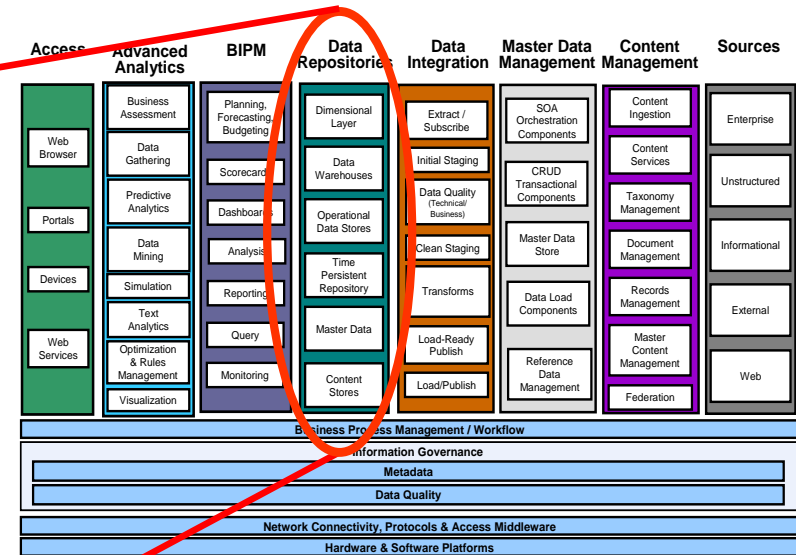 Access
Advanced
Analytics
BIPM
Data
Repositories
Data
Integration
Master Data
Management
Content
Management
Sources
Web
Browser
Portals
Devices
Web
Services
Business
Assessment
Data
Gathering
Predictive
Analytics
Data
Mining
Simulation
Text
Analytics
Optimization
& Rules
Management
Visualization
Planning,
Forecasting,
Budgeting
Scorecard
Dashboards
Analysis
Reporting
Query
Monitoring
Dimensional
Layer
Data
Warehouses
Operational
Data Stores
Time
Persistent
Repository
Master Data
Content
Stores
Extract /
Subscribe
Initial Staging
Data Quality
(Technical/
Business)
Clean Staging
Transforms
Load-Ready
Publish
Load/Publish
SOA
Orchestration
Components
CRUD
Transactional
Components
Master Data
Store
Data Load
Components
Reference
Data
Management
Content
Ingestion
Content
Services
Taxonomy
Management
Document
Management
Records
Management
Master
Content
Management
Federation
Enterprise
Unstructured
Informational
External
Web
Business Process Management / Workflow
Information Governance
Metadata
Data Quality
Network Connectivity, Protocols & Access Middleware
Hardware & Software Platforms